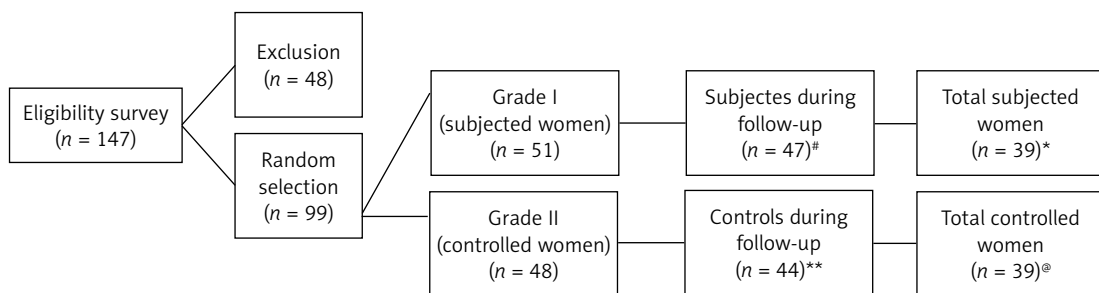 Eligibility survey
(n = 147)
Exclusion
(n = 48)
Random
selection
(n = 99)
Grade I
(subjected women)
(n = 51)
Subjectes during
follow-up
(n = 47)#
Total subjected
women
(n = 39)*
Grade II
(controlled women)
(n = 48)
Controls during
follow-up
(n = 44)**
Total controlled
women
(n = 39)@